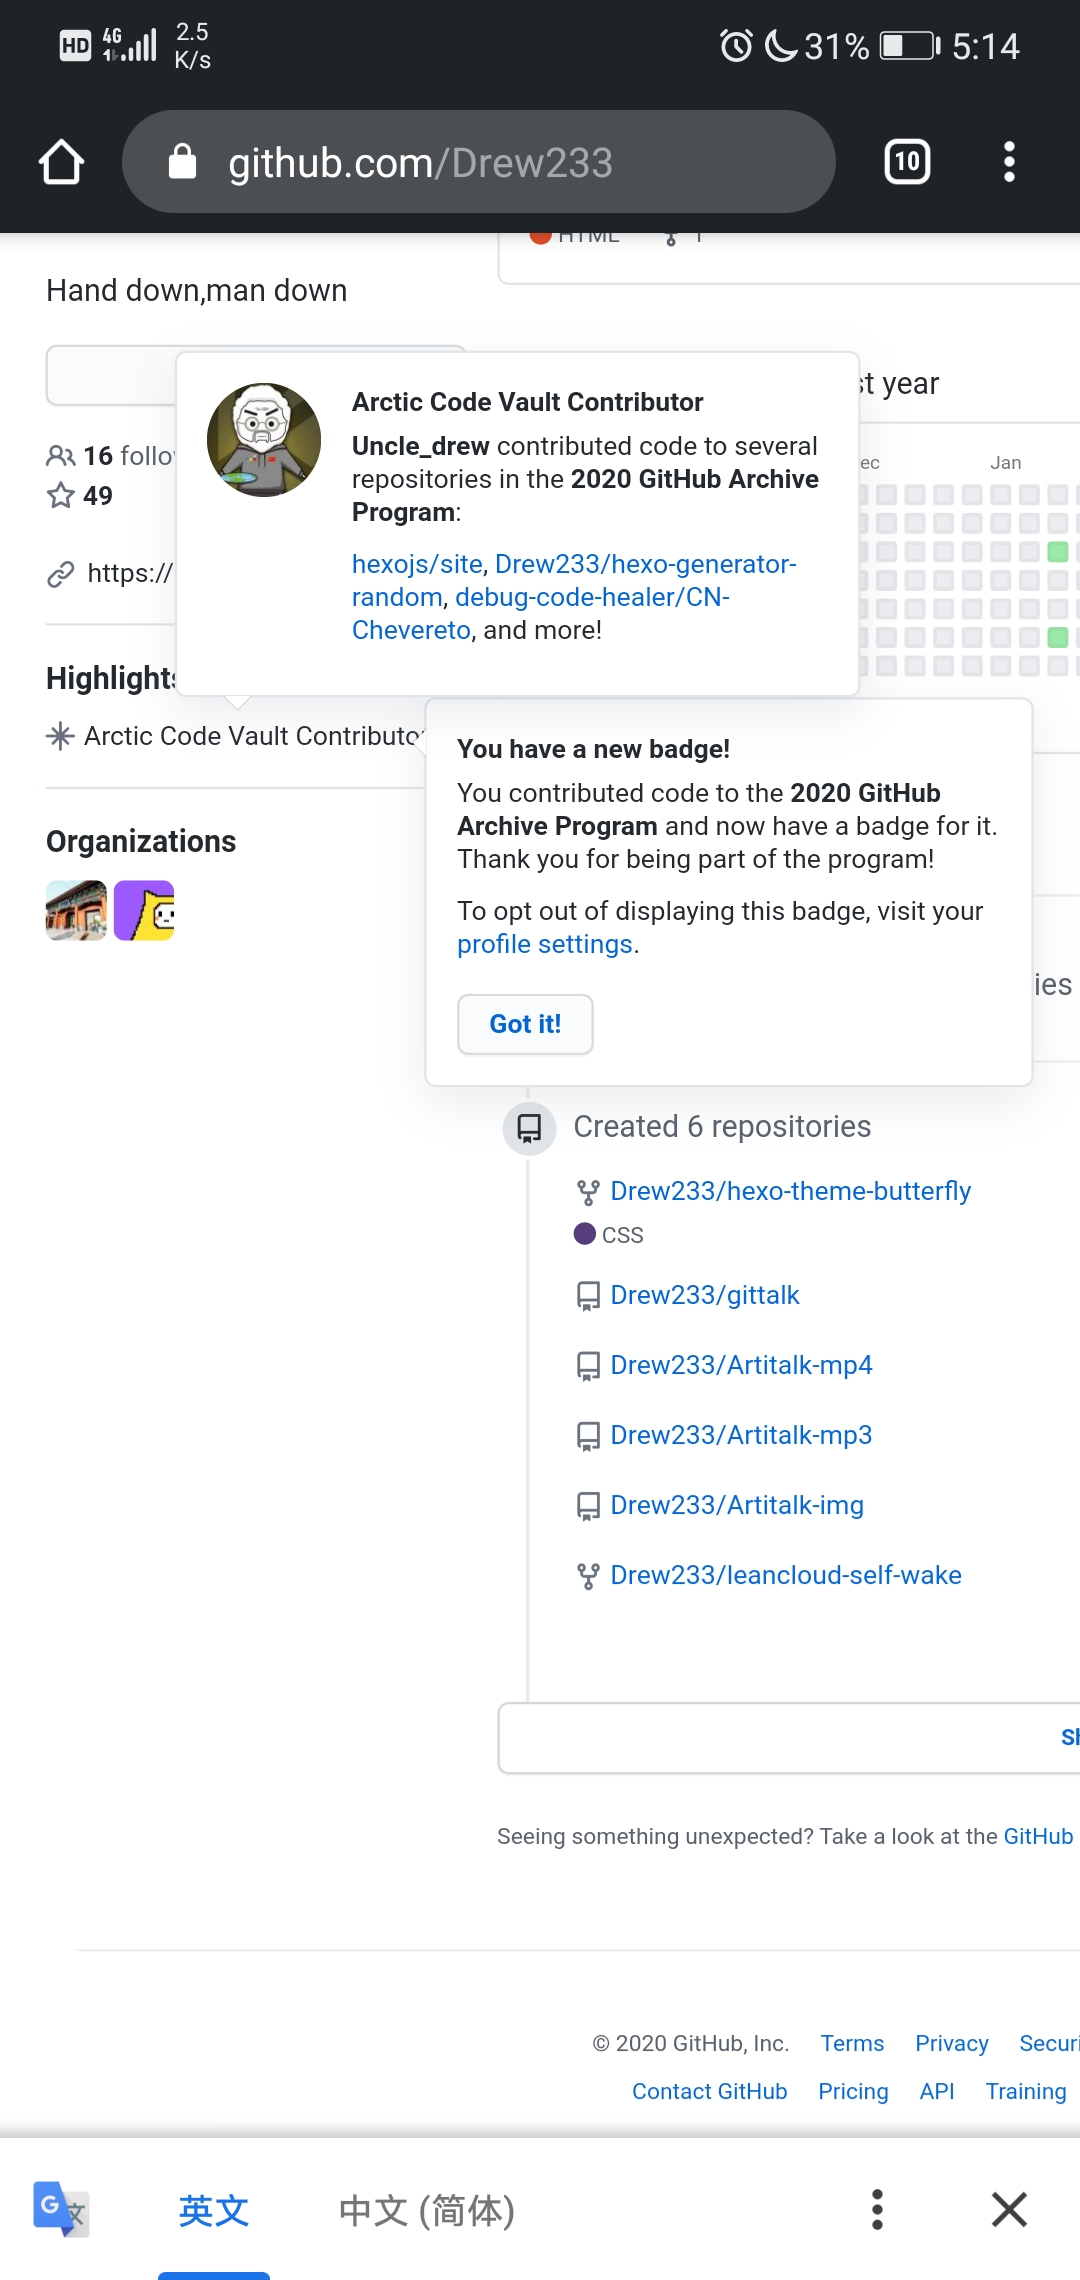 HD 4G 2.5 K/s 31% 5:14
github.com/Drew233
10
HTML 1
Hand down,man down
st year
Arctic Code Vault Contributor
Uncle_drew contributed code to several
repositories in the 2020 GitHub Archive
Program:
hexojs/site, Drew233/hexo-generator-
random, debug-code-healer/CN-
Chevereto, and more!
16 follo
49
https://
ec Jan
Highlights
Arctic Code Vault Contributor
You have a new badge!
You contributed code to the 2020 GitHub
Archive Program and now have a badge for it.
Thank you for being part of the program!
To opt out of displaying this badge, visit your
profile settings.
Got it!
Organizations
ies
Created 6 repositories
Drew233/hexo-theme-butterfly
CSS
Drew233/gittalk
Drew233/Artitalk-mp4
Drew233/Artitalk-mp3
Drew233/Artitalk-img
Drew233/leancloud-self-wake
Sh
Seeing something unexpected? Take a look at the GitHub
© 2020 GitHub, Inc. Terms Privacy Securi
Contact GitHub Pricing API Training
G 文 英文 中文 (简体)